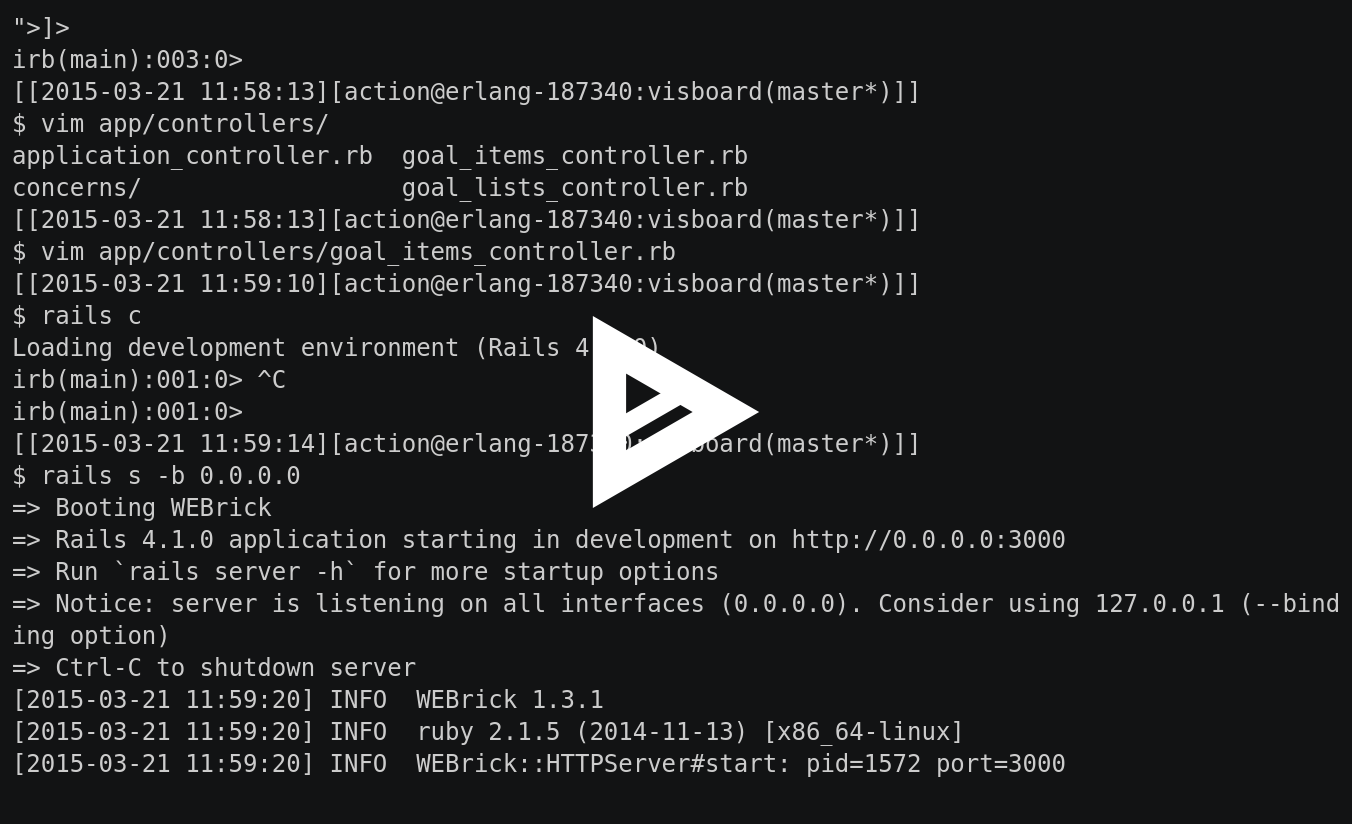 ">]>
irb(main):003:0>
[[2015-03-21 11:58:13][action@erlang-187340:visboard(master*)]]
$ vim app/controllers/
application_controller.rb  goal_items_controller.rb
concerns/                  goal_lists_controller.rb
[[2015-03-21 11:58:13][action@erlang-187340:visboard(master*)]]
$ vim app/controllers/goal_items_controller.rb
[[2015-03-21 11:59:10][action@erlang-187340:visboard(master*)]]
$ rails c
Loading development environment (Rails 4
irb(main):001:0> ^C
irb(main):001:0>
[[2015-03-21 11:59:14][action@erlang-187 board(master*)]]
$ rails s -b 0.0.0.0
=> Booting WEBrick
=> Rails 4.1.0 application starting in development on http://0.0.0.0:3000
=> Run `rails server -h` for more startup options
=> Notice: server is listening on all interfaces (0.0.0.0). Consider using 127.0.0.1 (--bind
ing option)
=> Ctrl-C to shutdown server
[2015-03-21 11:59:20] INFO  WEBrick 1.3.1
[2015-03-21 11:59:20] INFO  ruby 2.1.5 (2014-11-13) [x86_64-linux]
[2015-03-21 11:59:20] INFO  WEBrick::HTTPServer#start: pid=1572 port=3000